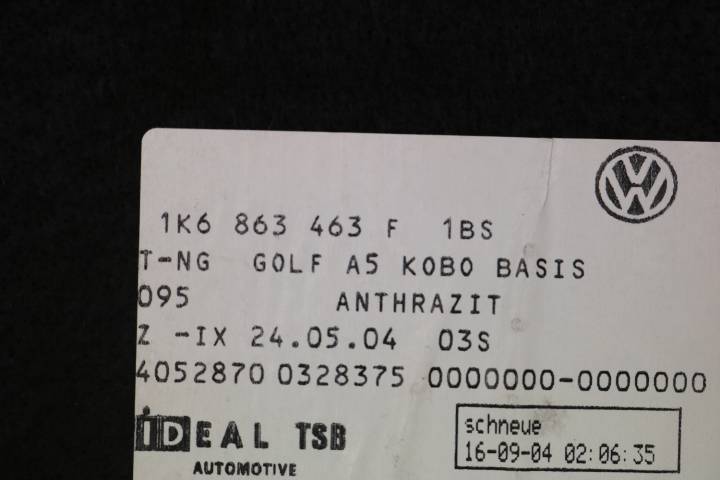 1K6 863 463 F 1BS
T-NG GOLF A5 KOBO BASIS
095 ANTHRAZIT
Z -IX 24.05.04 03S
4052870 0328375 0000000-0000000
iDEAL TSB
AUTOMOTIVE
schneue
16-09-04 02:06:35